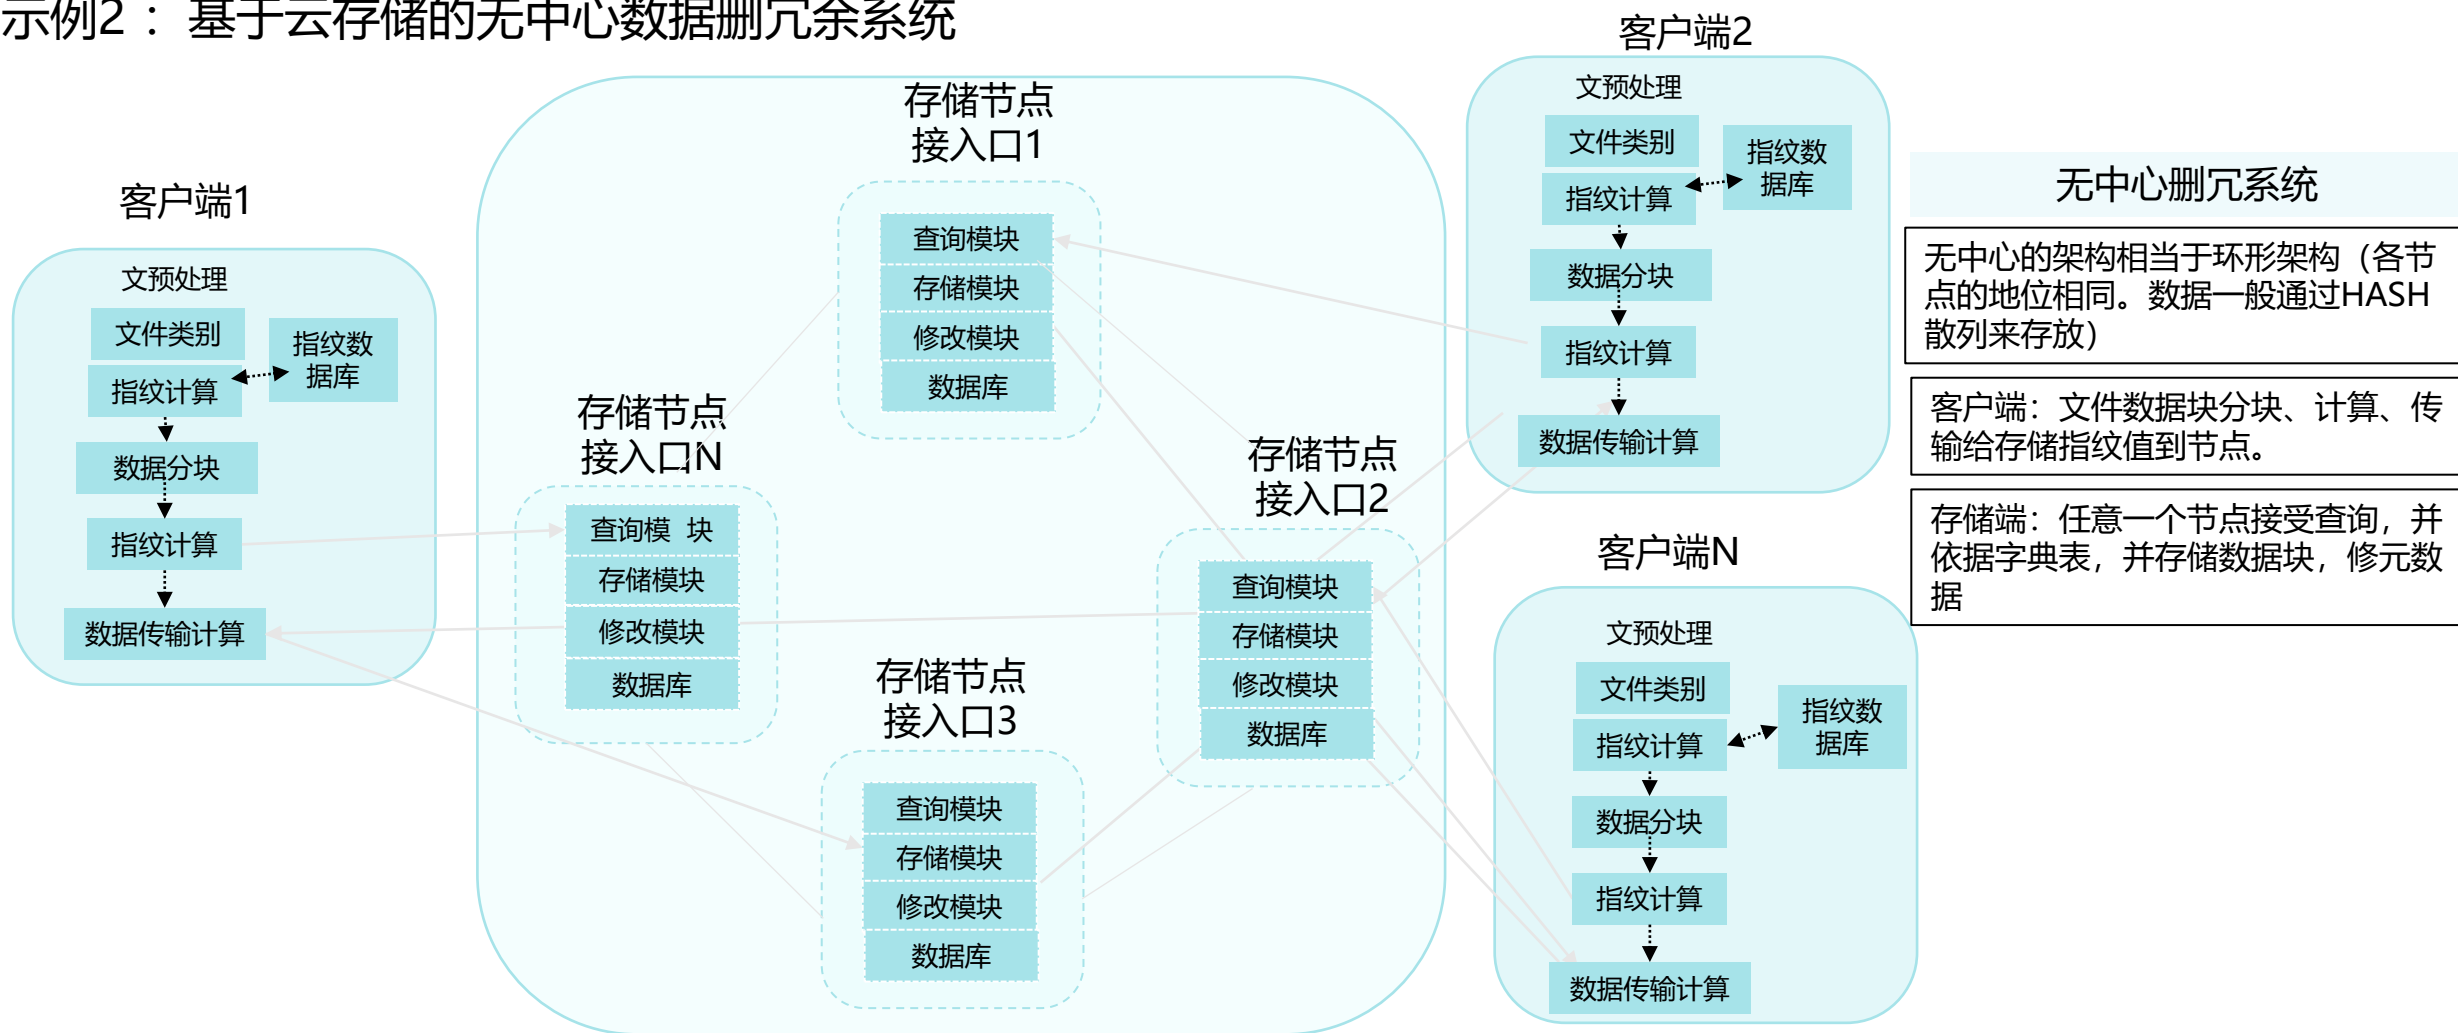 示例2 ：基于云存储的无中心数据删冗余系统
客户端1
文预处理
文件类别
指纹数
据库
指纹计算
数据分块
指纹计算
数据传输计算
存储节点
接入口1
查询模块
存储模块
修改模块
数据库
存储节点
接入口N
查询模 块
存储模块
修改模块
数据库
存储节点
接入口2
查询模块
存储模块
修改模块
数据库
存储节点
接入口3
查询模块
存储模块
修改模块
数据库
客户端2
文预处理
文件类别
指纹数
据库
指纹计算
数据分块
指纹计算
数据传输计算
客户端N
文预处理
文件类别
指纹数
据库
指纹计算
数据分块
指纹计算
数据传输计算
无中心删冗系统
无中心的架构相当于环形架构（各节
点的地位相同。数据一般通过HASH
散列来存放）
客户端：文件数据块分块、计算、传
输给存储指纹值到节点。
存储端：任意一个节点接受查询，并
依据字典表，并存储数据块，修元数
据